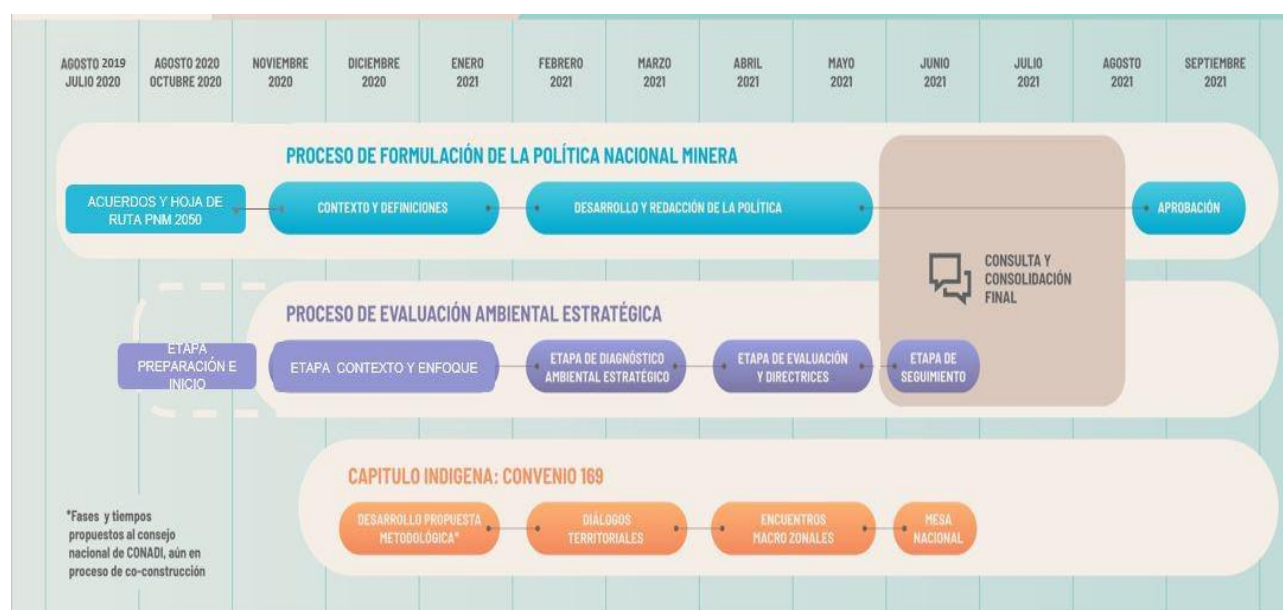 AGOSTO 2019
JULIO 2020
AGOSTO 2020
OCTUBRE 2020
NOVIEMBRE
2020
DICIEMBRE
2020
ENERO
2021
FEBRERO
2021
MARZO
2021
ABRIL
2021
MAYO
2021
JUNIO
2021
JULIO
2021
AGOSTO
2021
SEPTIEMBRE
2021
PROCESO DE FORMULACIÓN DE LA POLÍTICA NACIONAL MINERA
ACUERDOS Y HOJA DE
RUTA PNM 2050
CONTEXTO Y DEFINICIONES
DESARROLLO Y REDACCIÓN DE LA POLÍTICA
APROBACIÓN
CONSULTA Y
CONSOLIDACIÓN
FINAL
PROCESO DE EVALUACIÓN AMBIENTAL ESTRATÉGICA
ETAPA
PREPARACIÓN E
INICIO
ETAPA CONTEXTO Y ENFOQUE
ETAPA DE DIAGNÓSTICO
AMBIENTAL ESTRATÉGICO
ETAPA DE EVALUACIÓN
Y DIRECTRICES
ETAPA DE
SEGUIMIENTO
CAPITULO INDIGENA: CONVENIO 169
DESARROLLO PROPUESTA
METODOLÓGICA*
DIÁLOGOS
TERRITORIALES
ENCUENTROS
MACRO ZONALES
MESA
NACIONAL
*Fases y tiempos
propuestos al consejo
nacional de CONADI, aún en
proceso de co-construcción